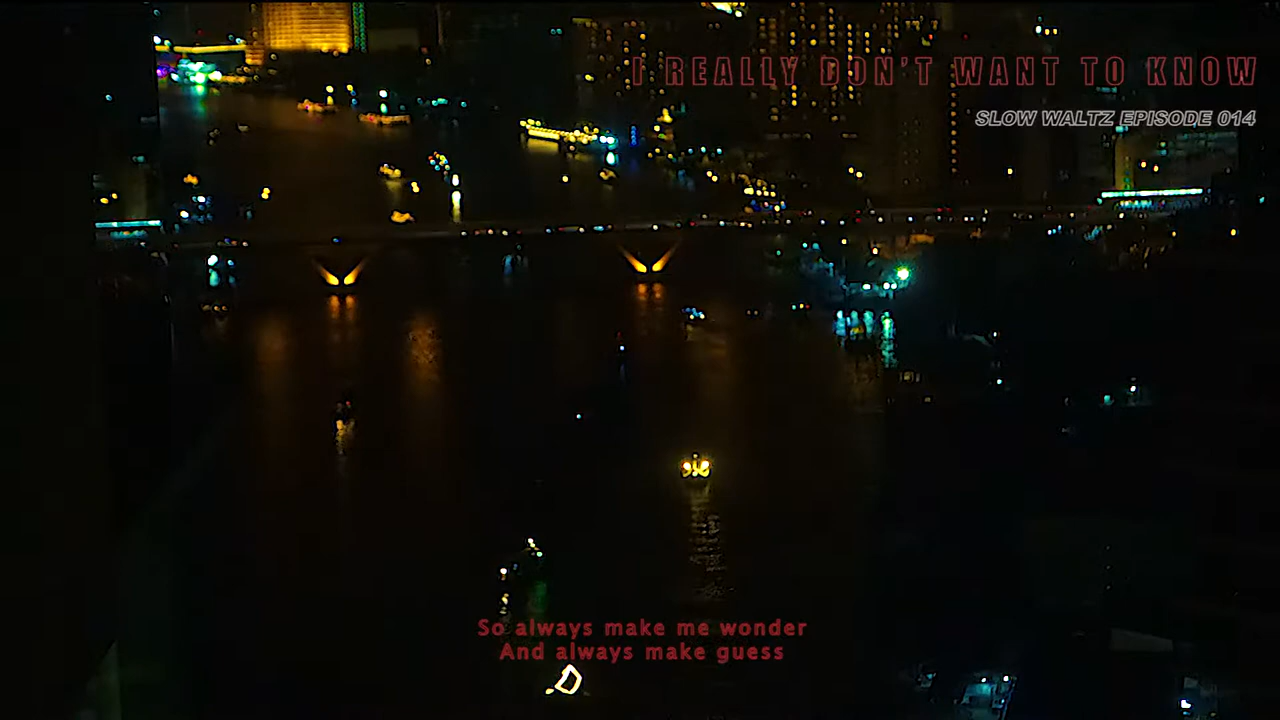 I REALLY DON'T WANT TO KNOW
SLOW WALTZ EPISODE 014
So always make me wonder
And always make guess